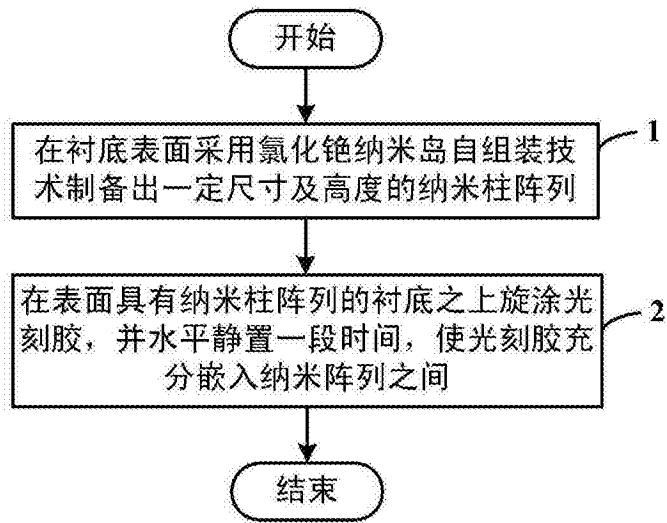 开始
在衬底表面采用氯化铯纳米岛自组装技
术制备出一定尺寸及高度的纳米柱阵列
1
在表面具有纳米柱阵列的衬底之上旋涂光
刻胶，并水平静置一段时间，使光刻胶充
分嵌入纳米阵列之间
2
结束